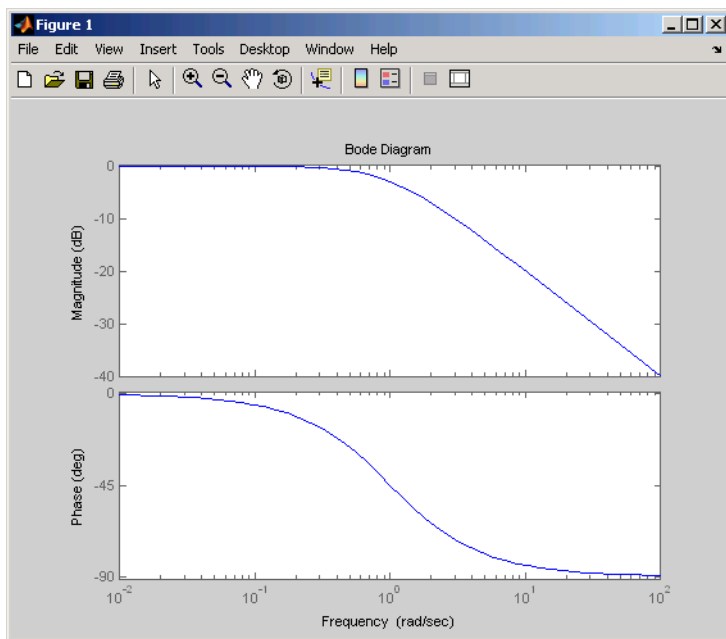 Figure 1
File Edit View Insert Tools Desktop Window Help
Bode Diagram
Magnitude (dB)
0
-10
-20
-30
-40
Phase (deg)
0
-45
-90
10^-2 10^-1 10^0 10^1 10^2
Frequency (rad/sec)